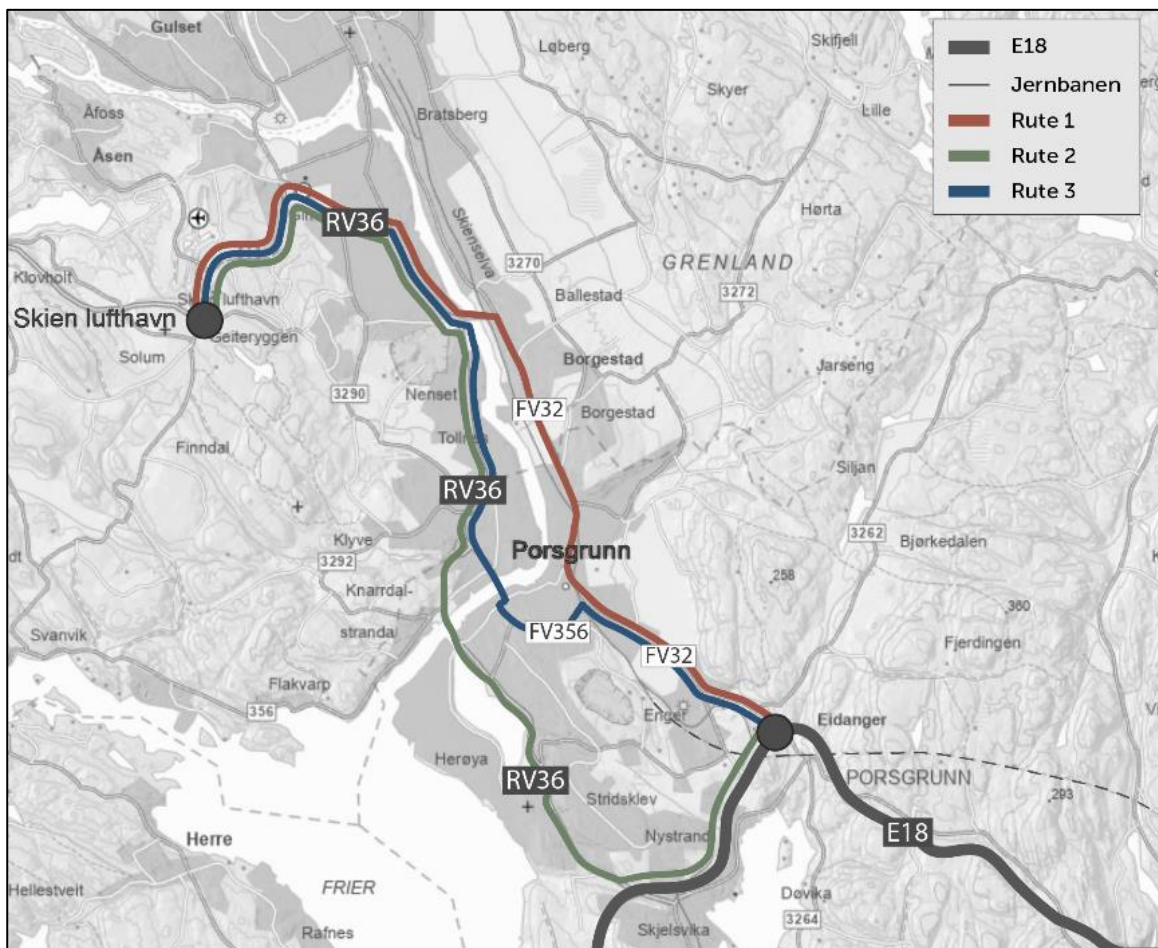 Gulset
Løberg
Skifjell
E18
Jernbanen
Rute 1
Rute 2
Rute 3
Skyer
Lille
Åfoss
Bratsberg
Åsen
Hørta
RV36
Skienselva
3270
GRENLAND
3272
Klovholt
Ballestad
Skien lufthavn
Geiteryggen
Solum
Borgestad
Jarseng
3290
Nenset
FV32
Borgestad
Finndal
Siljan
RV36
3262
Klyve
Porsgrunn
Bjørkedalen
3292
Knarrdal-
stranda
258
360
Svanvik
FV356
Fjerdingen
FV32
Flakvarp
356
Enger
Eidanger
Herøya
RV36
PORSGRUNN
Stridsklev
293
Herre
Nystrand
E18
Hellestveit
FRIER
Døvika
Rafnes
Skjelsvika
3264